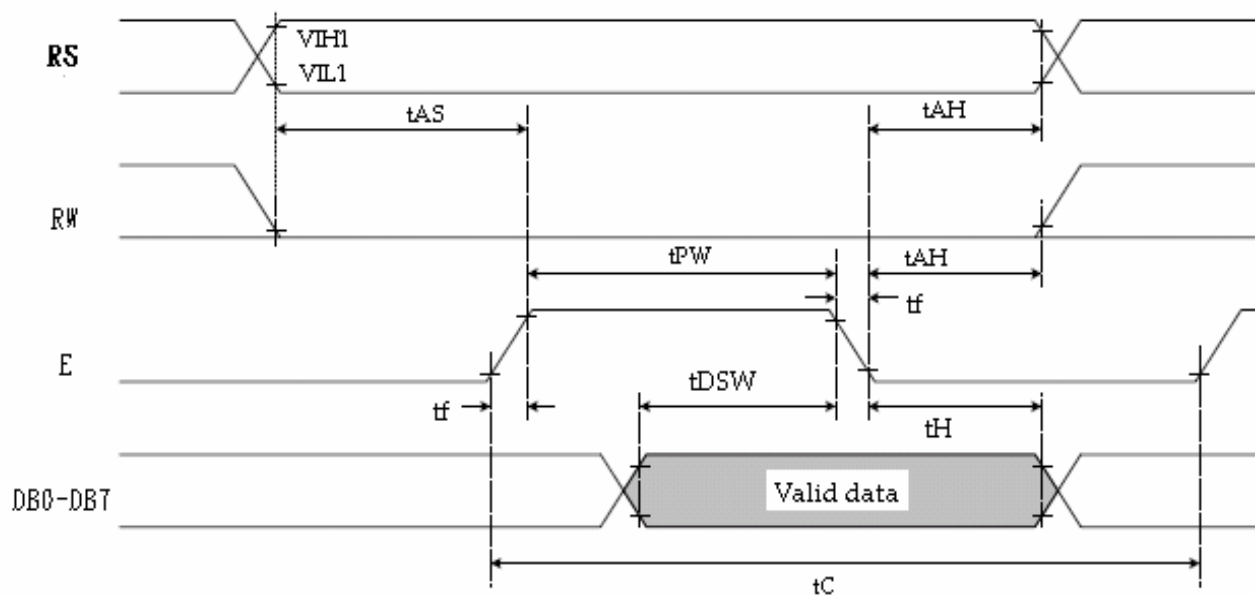 RS
VIH1
VIL1
tAS
tAH
RW
tPW
tAH
tf
E
tDSW
tf
tH
DB0-DB7
Valid data
tC